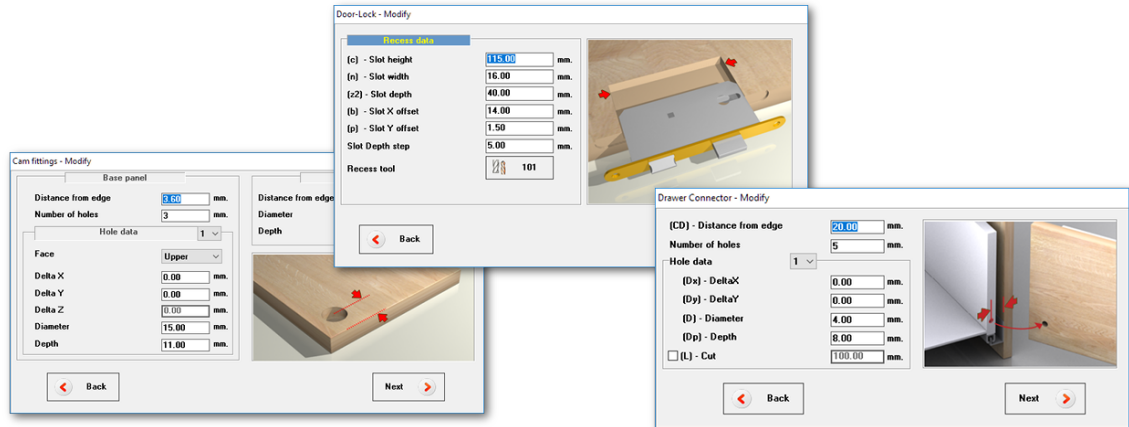 Door-Lock - Modify
Recess data
(c) - Slot height 115.00 mm.
(n) - Slot width 16.00 mm.
(z2) - Slot depth 40.00 mm.
(b) - Slot X offset 14.00 mm.
(p) - Slot Y offset 1.50 mm.
Slot Depth step 5.00 mm.
Recess tool 101
Back
Cam fittings - Modify
Base panel
Distance from edge 3.60 mm.
Number of holes 3 mm.
Hole data 1
Face Upper
Delta X 0.00 mm.
Delta Y 0.00 mm.
Delta Z 0.00 mm.
Diameter 15.00 mm.
Depth 11.00 mm.
Distance from edge
Diameter
Depth
Back
Next
Drawer Connector - Modify
(CD) - Distance from edge 20.00 mm.
Number of holes 5 mm.
Hole data 1
(Dx) - DeltaX 0.00 mm.
(Dy) - DeltaY 0.00 mm.
(D) - Diameter 4.00 mm.
(Dp) - Depth 8.00 mm.
(L) - Cut 100.00 mm.
Back
Next